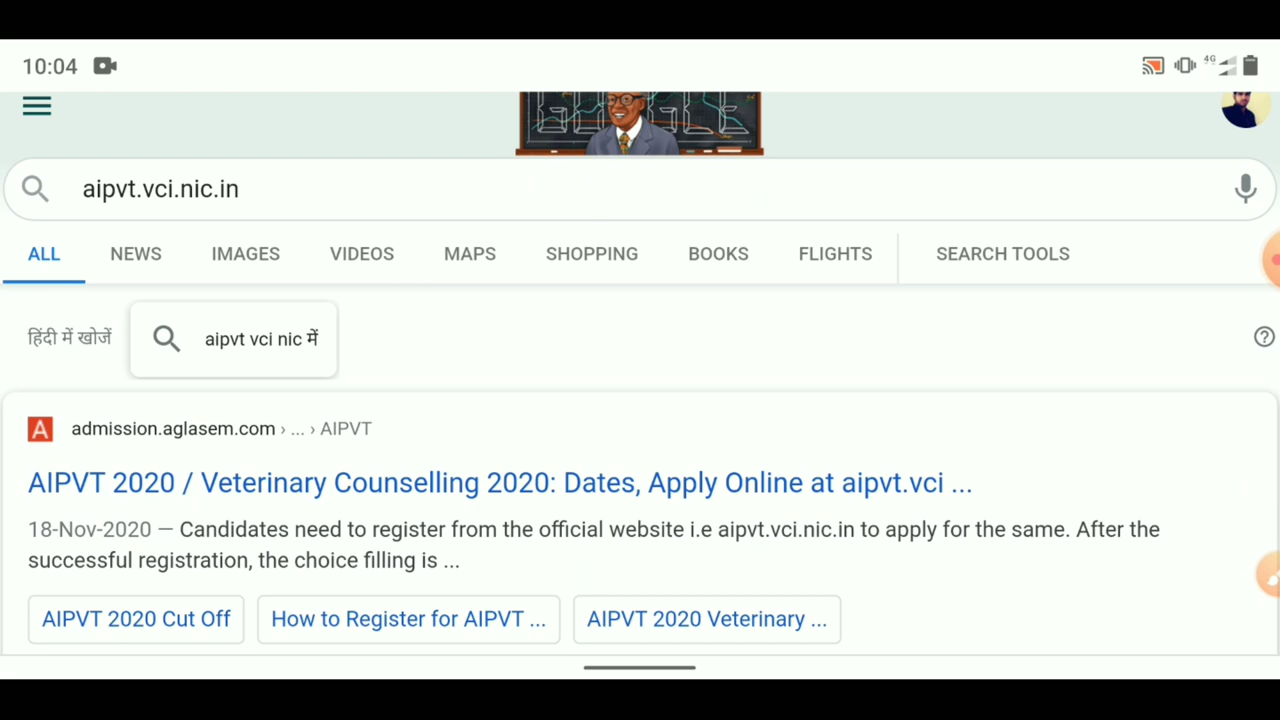 10:04
4G
GOOGLE
aipvt.vci.nic.in
ALL NEWS IMAGES VIDEOS MAPS SHOPPING BOOKS FLIGHTS SEARCH TOOLS
हिंदी में खोजें aipvt vci nic में
A admission.aglasem.com › ... › AIPVT
AIPVT 2020 / Veterinary Counselling 2020: Dates, Apply Online at aipvt.vci ...
18-Nov-2020 — Candidates need to register from the official website i.e aipvt.vci.nic.in to apply for the same. After the
successful registration, the choice filling is ...
AIPVT 2020 Cut Off How to Register for AIPVT ... AIPVT 2020 Veterinary ...